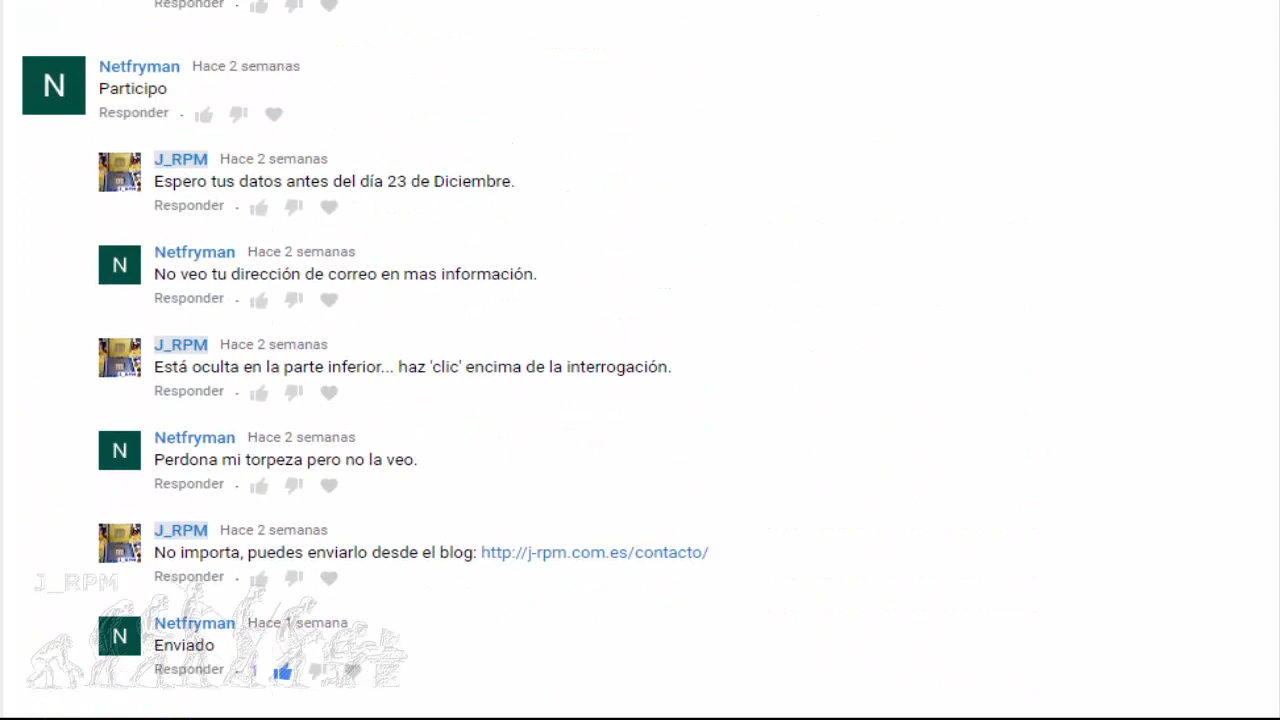 Responder .
N
Netfryman Hace 2 semanas
Participo
Responder .
J_RPM Hace 2 semanas
Espero tus datos antes del día 23 de Diciembre.
Responder .
N
Netfryman Hace 2 semanas
No veo tu dirección de correo en mas información.
Responder .
J_RPM Hace 2 semanas
Está oculta en la parte inferior... haz 'clic' encima de la interrogación.
Responder .
N
Netfryman Hace 2 semanas
Perdona mi torpeza pero no la veo.
Responder .
J_RPM Hace 2 semanas
No importa, puedes enviarlo desde el blog: http://j-rpm.com.es/contacto/
Responder .
J_RPM
N
Netfryman Hace 1 semana
Enviado
Responder . 1